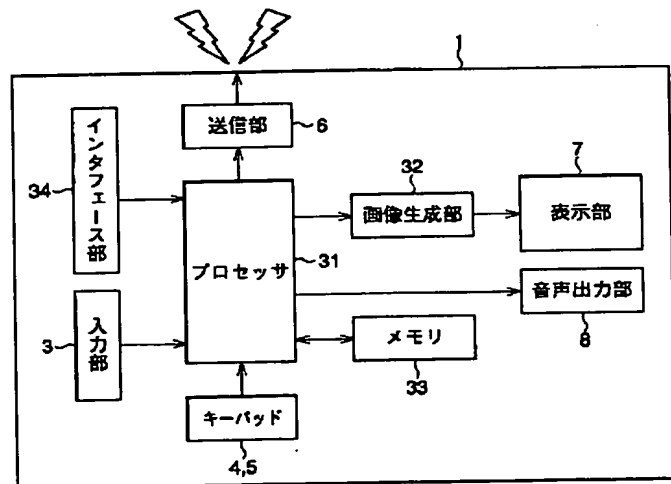 1
送信部
6
インタフェース部
34
プロセッサ
31
32
画像生成部
7
表示部
音声出力部
8
入力部
3
メモリ
33
キーパッド
4,5